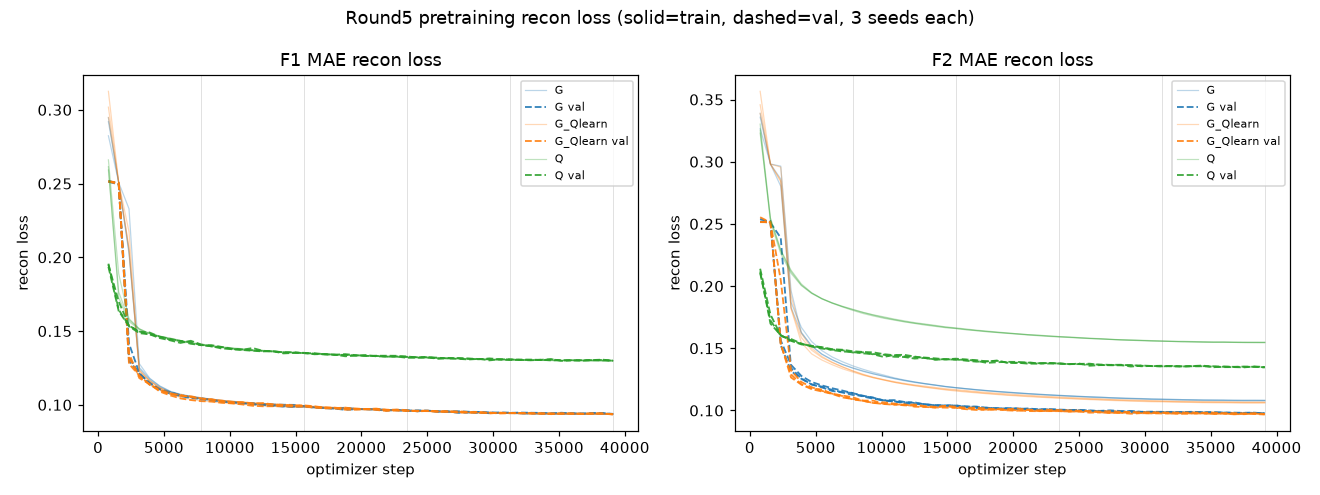 Round5 pretraining recon loss (solid=train, dashed=val, 3 seeds each)
F1 MAE recon loss
recon loss
0.30
0.25
0.20
0.15
0.10
G
G val
G_Qlearn
G_Qlearn val
Q
Q val
0 5000 10000 15000 20000 25000 30000 35000 40000
optimizer step
F2 MAE recon loss
recon loss
0.35
0.30
0.25
0.20
0.15
0.10
G
G val
G_Qlearn
G_Qlearn val
Q
Q val
0 5000 10000 15000 20000 25000 30000 35000 40000
optimizer step